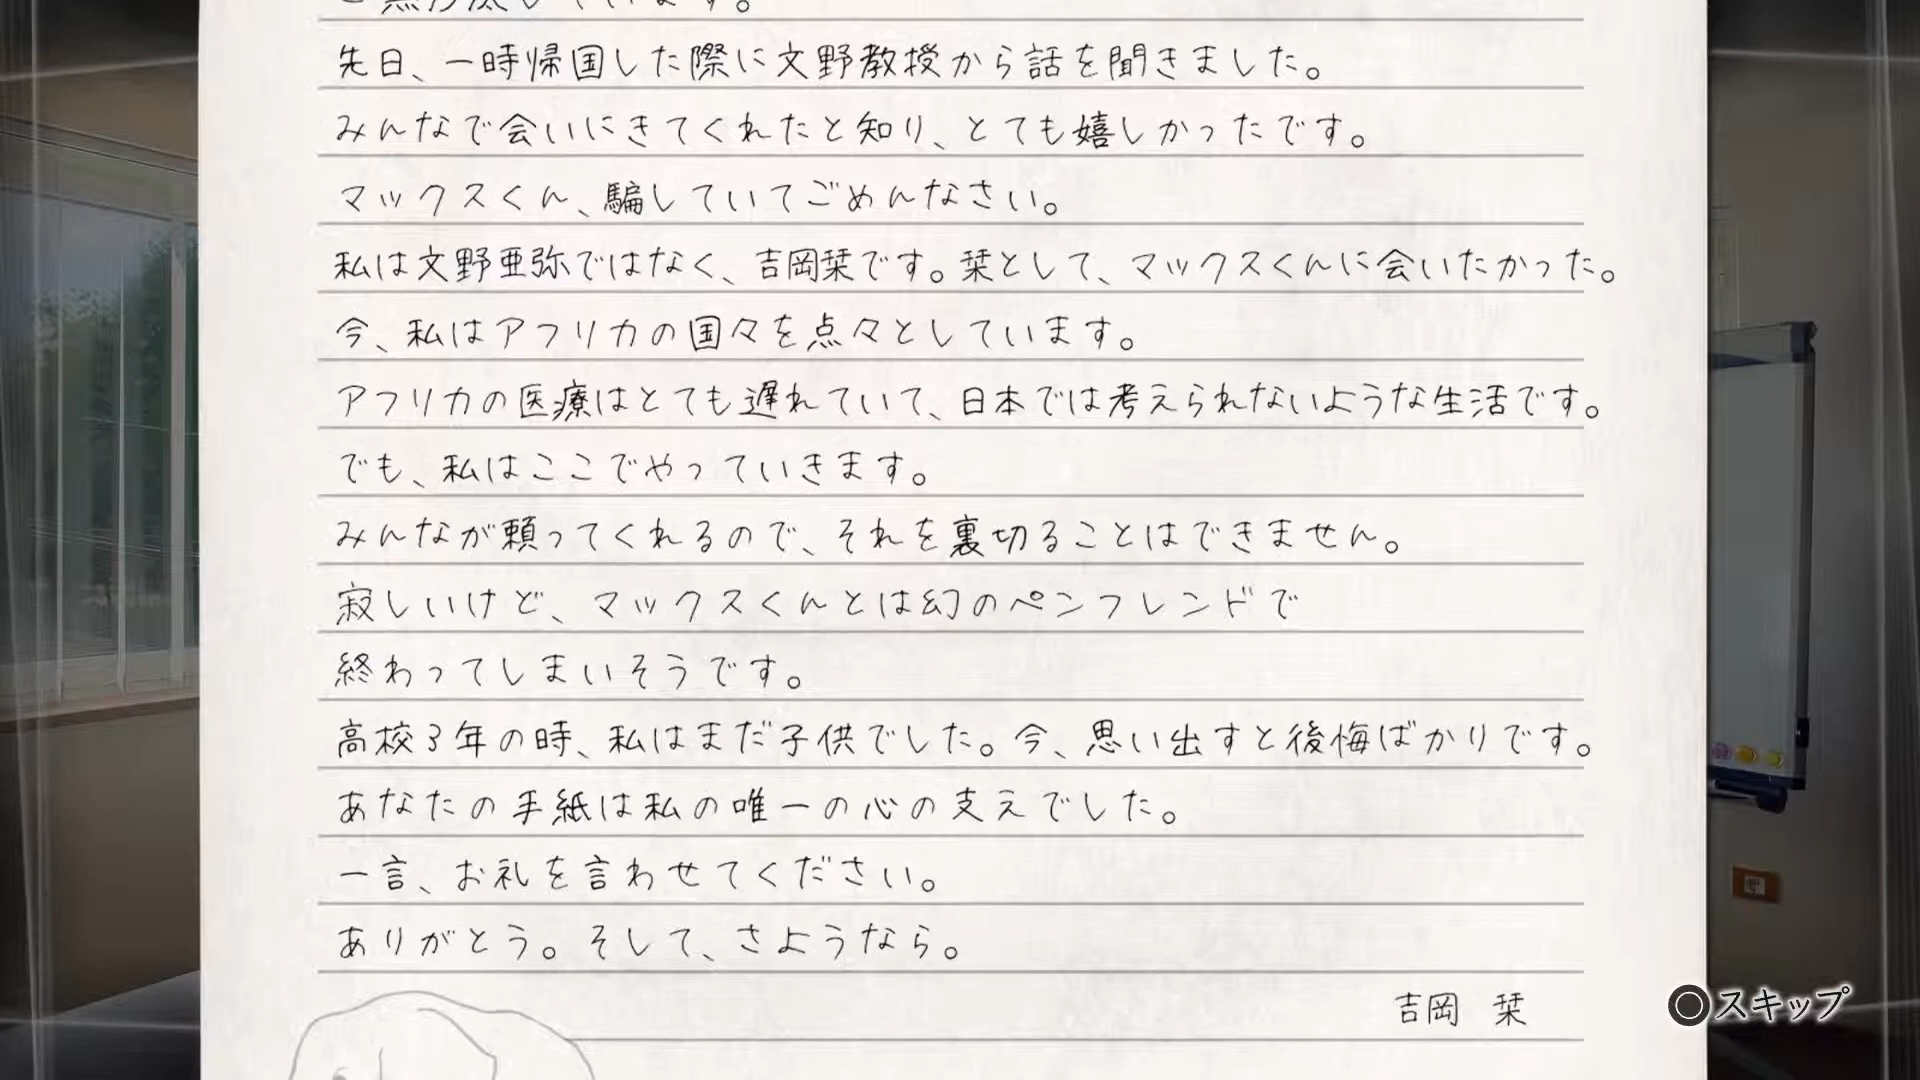 先日、一時帰国した際に文野教授から話を聞きました。
みんなで会いにきてくれたと知り、とても嬉しかったです。
マックスくん、騙していてごめんなさい。
私は文野亜弥ではなく、吉岡栞です。栞として、マックスくんに会いたかった。
今、私はアフリカの国々を点々としています。
アフリカの医療はとても遅れていて、日本では考えられないような生活です。
でも、私はここでやっていきます。
みんなが頼ってくれるので、それを裏切ることはできません。
寂しいけど、マックスくんとは幻のペンフレンドで
終わってしまいそうです。
高校3年の時、私はまだ子供でした。今、思い出すと後悔ばかりです。
あなたの手紙は私の唯一の心の支えでした。
一言、お礼を言わせてください。
ありがとう。そして、さようなら。
吉岡　栞
スキップ